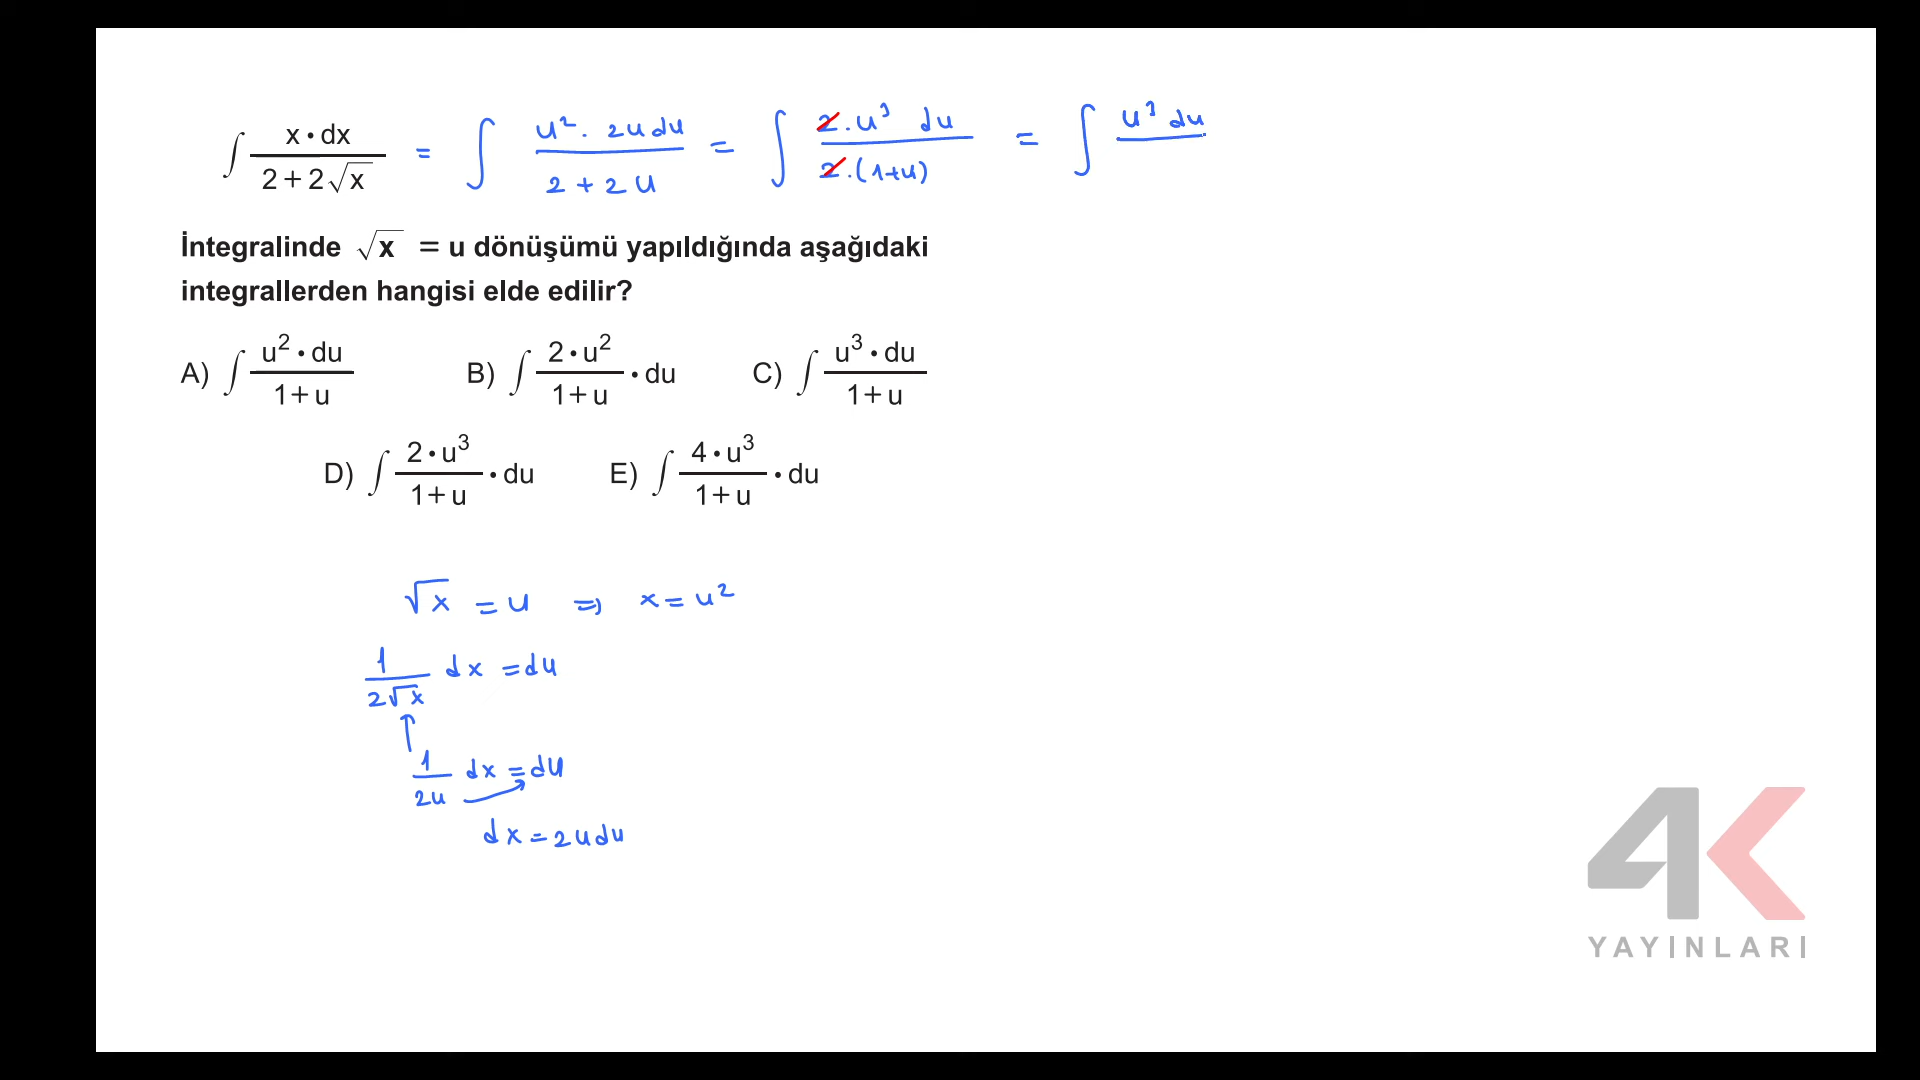 ∫ x • dx / (2 + 2√x) = ∫ u². 2u du / (2 + 2u) = ∫ 2.u³ du / 2.(1+u) = ∫ u³ du
İntegralinde √x = u dönüşümü yapıldığında aşağıdaki
integrallerden hangisi elde edilir?
A) ∫ u² • du / (1+u) B) ∫ 2 • u² / (1+u) • du C) ∫ u³ • du / (1+u)
D) ∫ 2 • u³ / (1+u) • du E) ∫ 4 • u³ / (1+u) • du
√x = u ⇒ x = u²
1 / 2√x dx = du
1 / 2u dx = du
dx = 2u du
4K
YAYINLARI